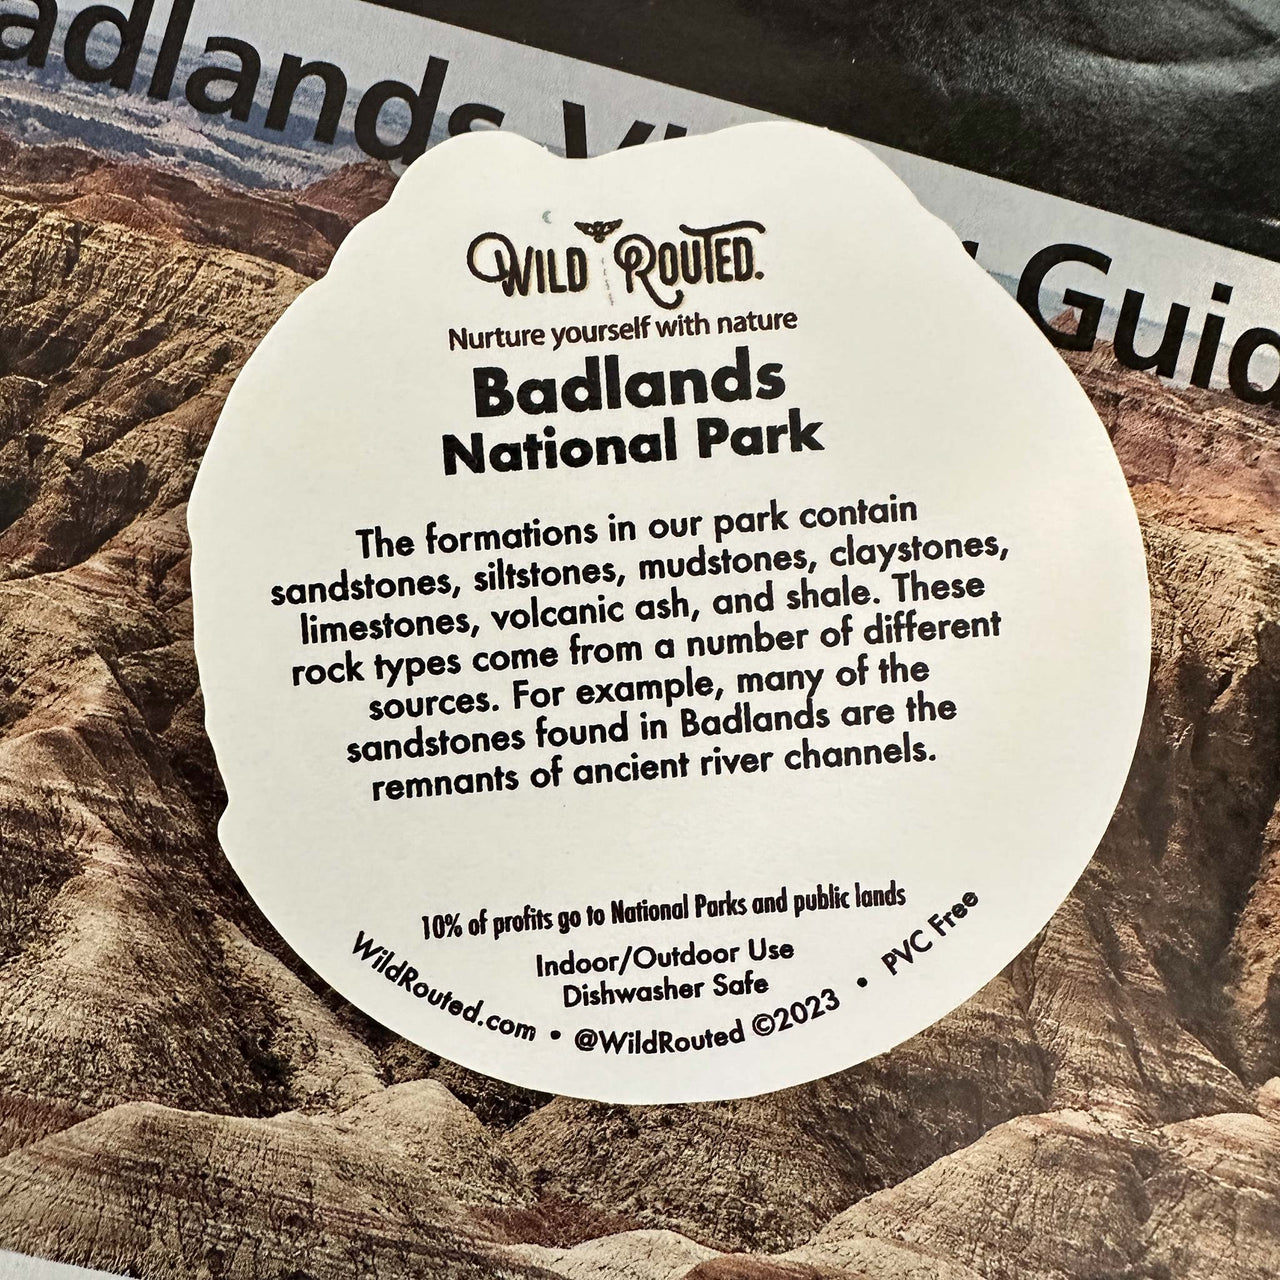 adlands Vi
Guid
WILD ROUTED.
Nurture yourself with nature
Badlands
National Park
The formations in our park contain
sandstones, siltstones, mudstones, claystones,
limestones, volcanic ash, and shale. These
rock types come from a number of different
sources. For example, many of the
sandstones found in Badlands are the
remnants of ancient river channels.
10% of profits go to National Parks and public lands
Indoor/Outdoor Use
Dishwasher Safe
WildRouted.com • @WildRouted ©2023 • PVC Free